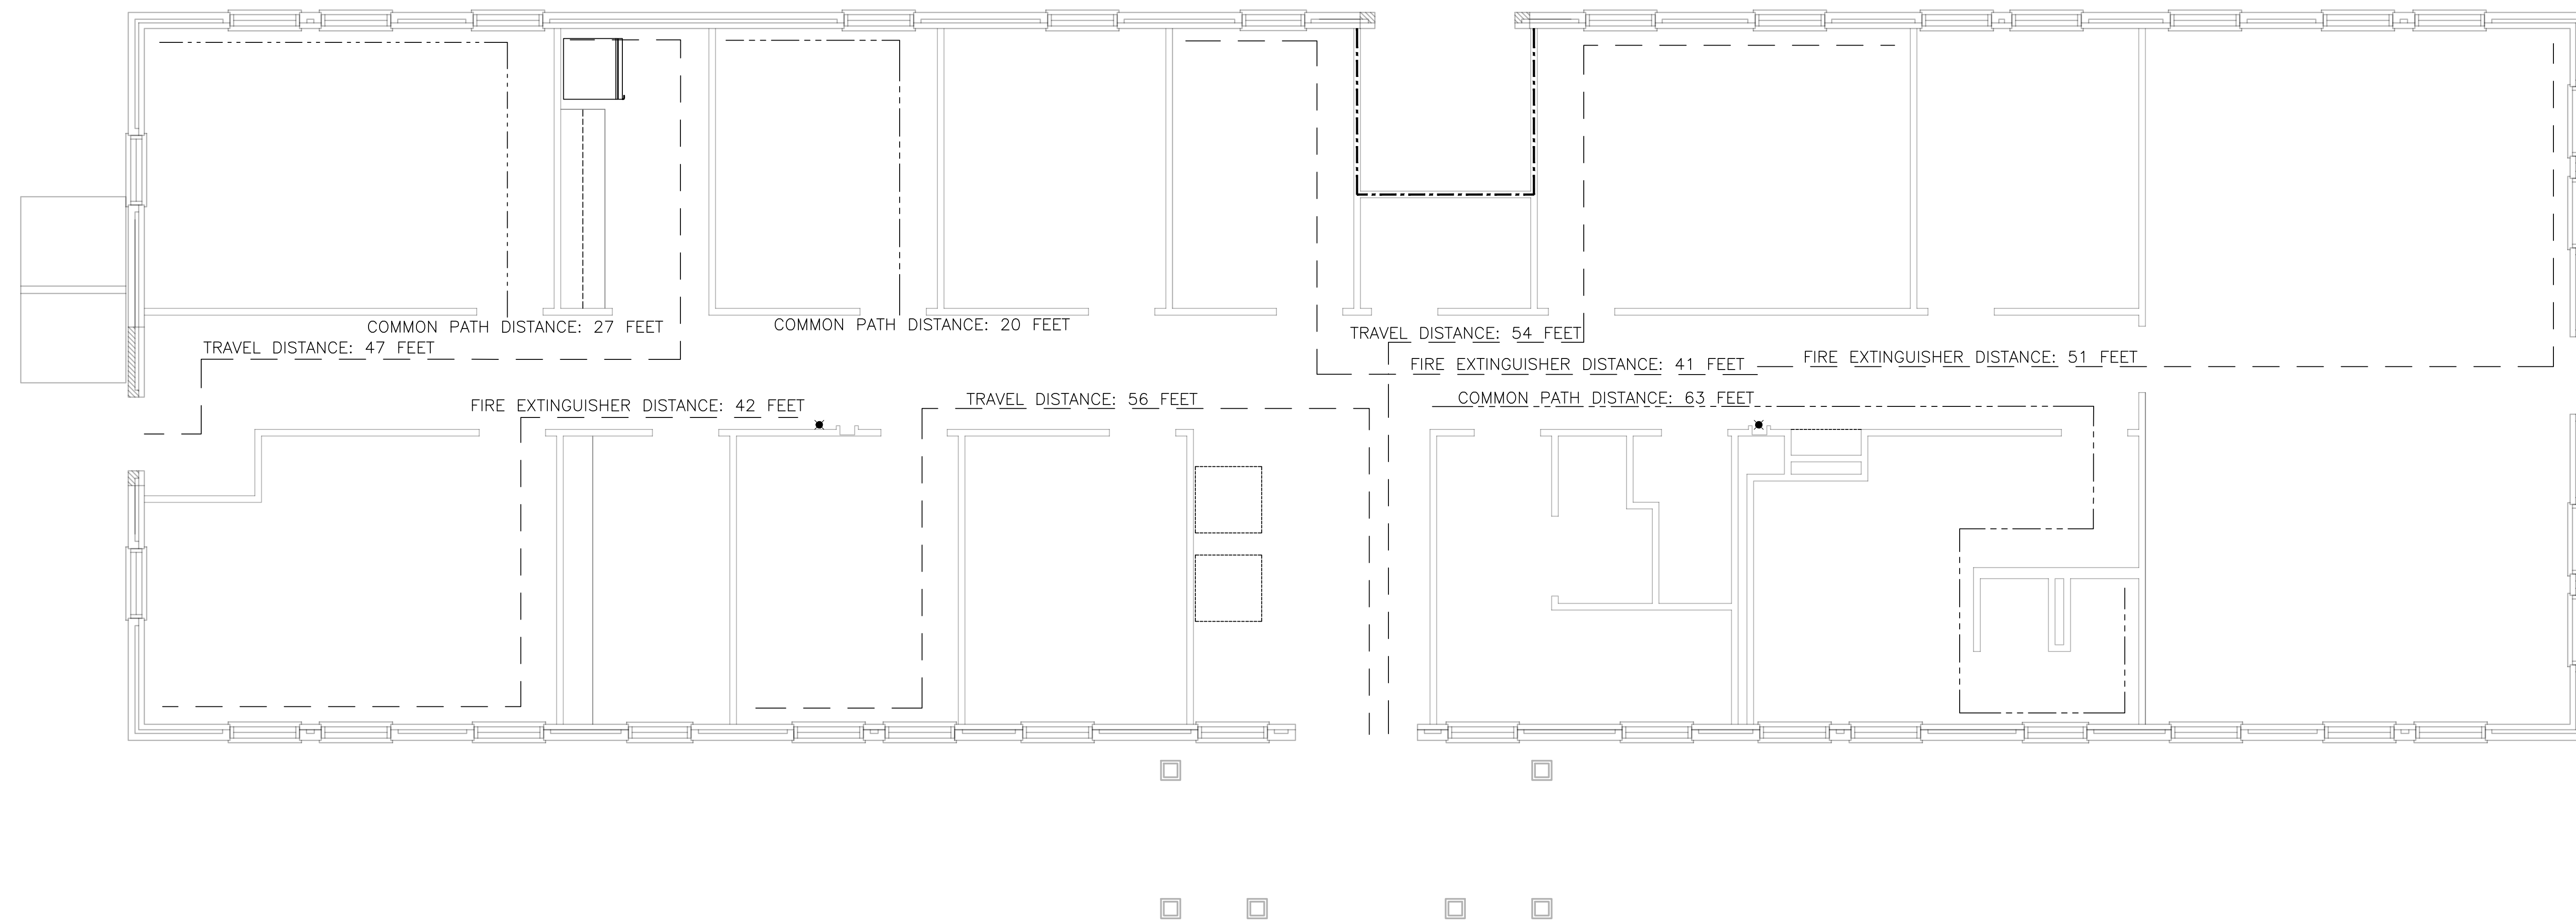 COMMON PATH DISTANCE: 27 FEET
COMMON PATH DISTANCE: 20 FEET
TRAVEL DISTANCE: 54 FEET
TRAVEL DISTANCE: 47 FEET
FIRE EXTINGUISHER DISTANCE: 41 FEET
FIRE EXTINGUISHER DISTANCE: 51 FEET
FIRE EXTINGUISHER DISTANCE: 42 FEET
TRAVEL DISTANCE: 56 FEET
COMMON PATH DISTANCE: 63 FEET